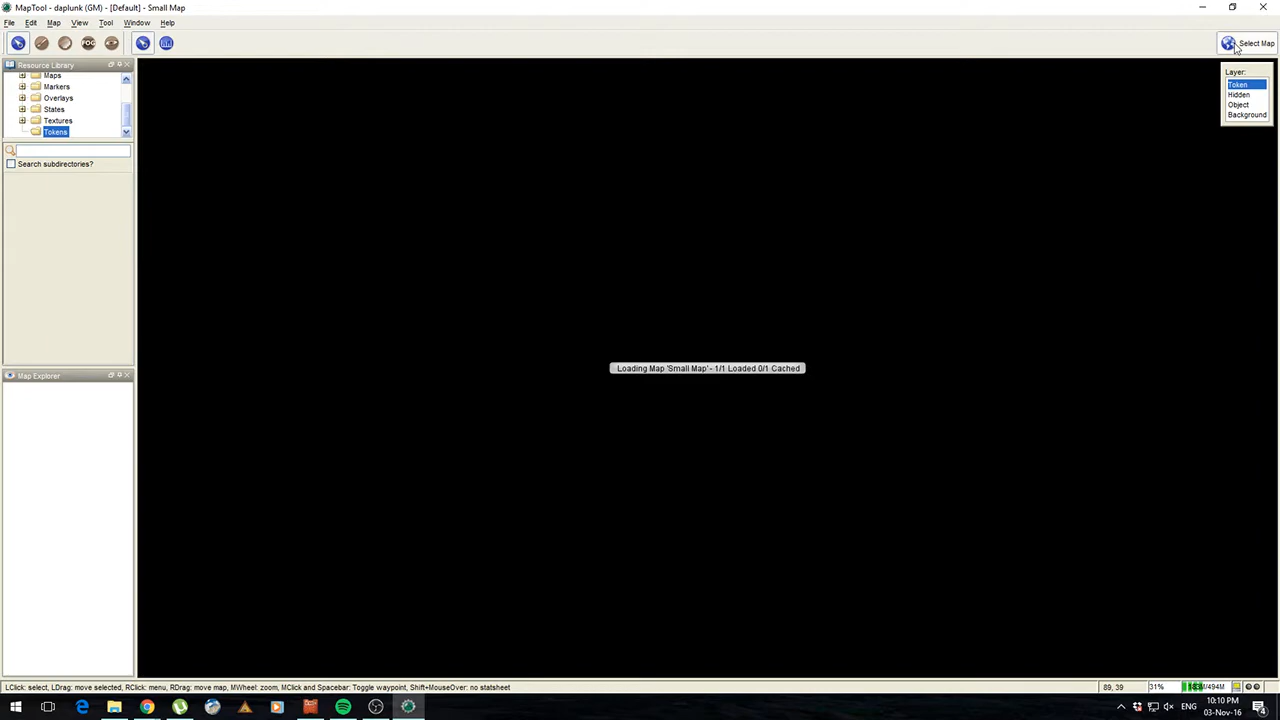 MapTool - daplunk (GM) - [Default] - Small Map
File Edit Map View Tool Window Help
FOG
Select Map
Resource Library
Maps
Markers
Overlays
States
Textures
Tokens
Search subdirectories?
Layer:
Token
Hidden
Object
Background
Loading Map 'Small Map' - 1/1 Loaded 0/1 Cached
Map Explorer
LClick: select, LDrag: move selected, RClick: menu, RDrag: move map, MWheel: zoom, MClick and Spacebar: Toggle waypoint, Shift+MouseOver: no statsheet
89, 39
31%
ENG
10:10 PM
03-Nov-16